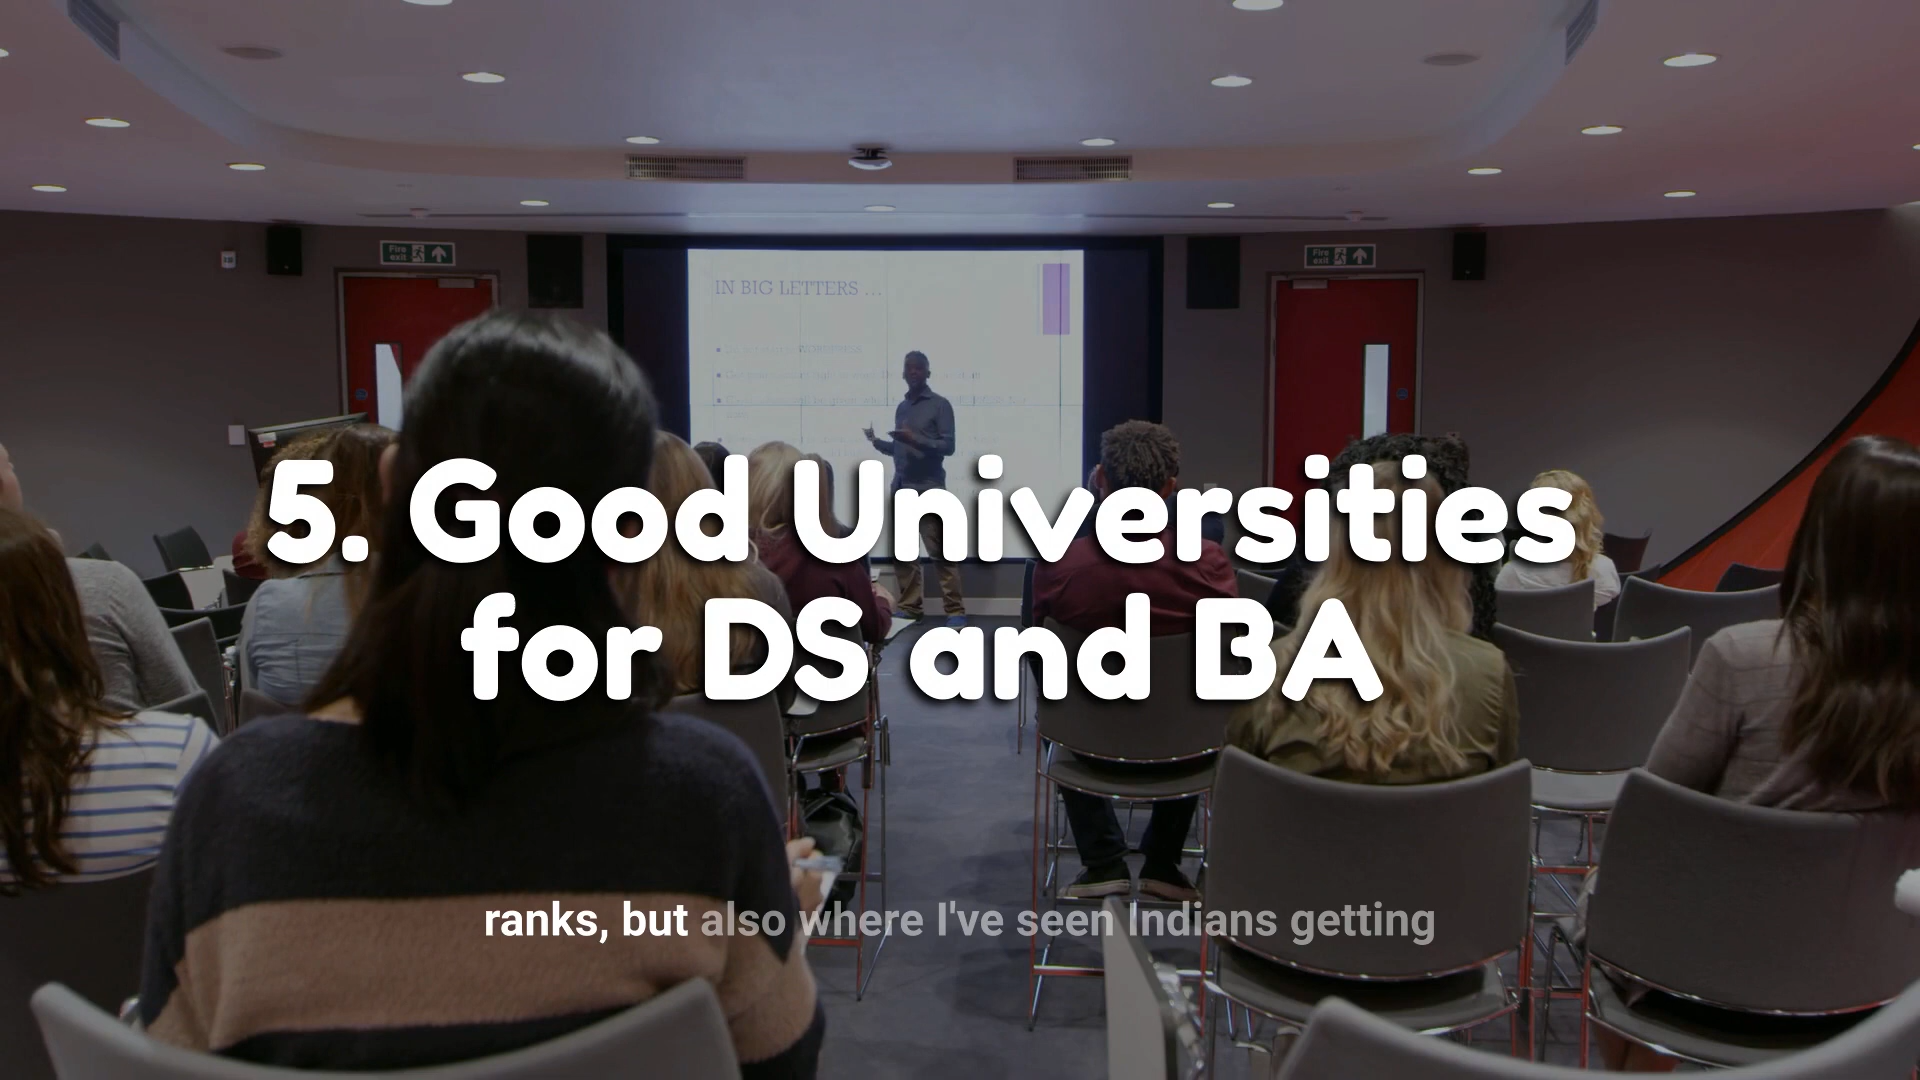 Fire
exit
Fire
exit
IN BIG LETTERS ...
5. Good Universities
for DS and BA
ranks, but also where I've seen Indians getting